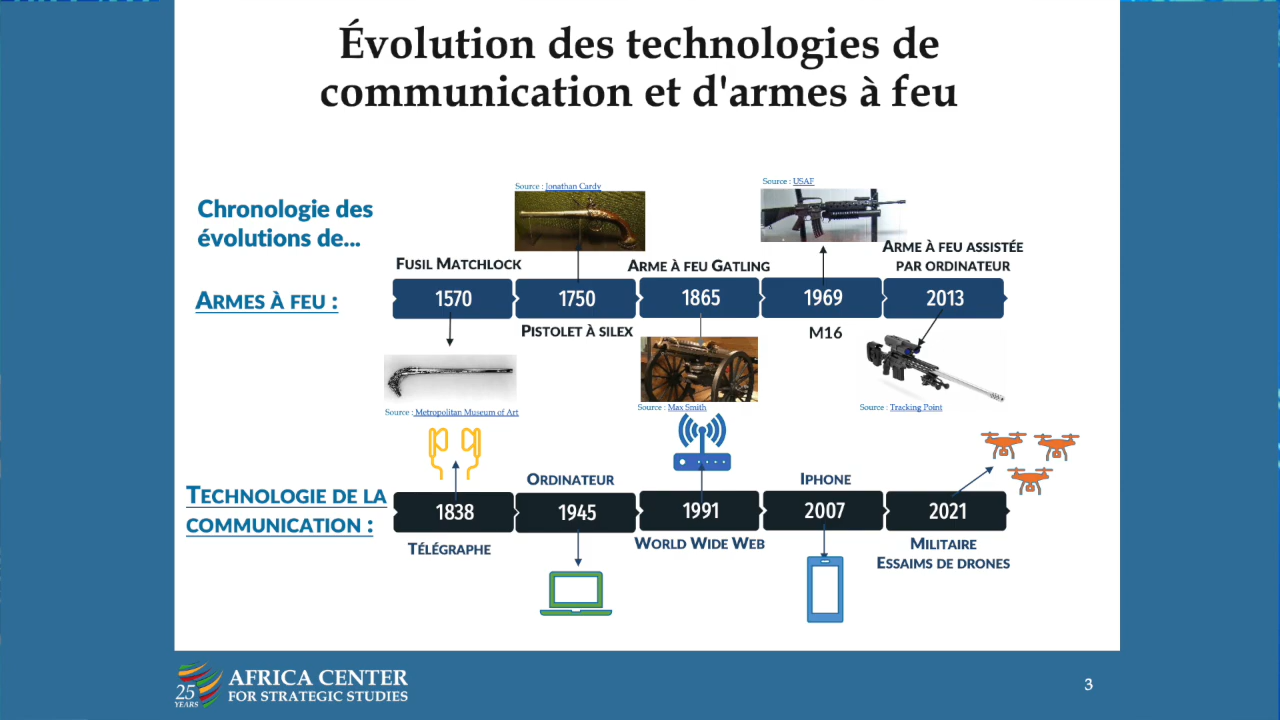 Évolution des technologies de
communication et d'armes à feu
Chronologie des
évolutions de...
Source : Jonathan Cardy
Source : USAF
FUSIL MATCHLOCK
ARME À FEU GATLING
ARME À FEU ASSISTÉE
PAR ORDINATEUR
ARMES À FEU :
1570
1750
1865
1969
2013
PISTOLET À SILEX
M16
Source : Metropolitan Museum of Art
Source : Max Smith
Source : Tracking Point
ORDINATEUR
IPHONE
TECHNOLOGIE DE LA
COMMUNICATION :
1838
1945
1991
2007
2021
TÉLÉGRAPHE
WORLD WIDE WEB
MILITAIRE
ESSAIMS DE DRONES
25
YEARS
AFRICA CENTER
FOR STRATEGIC STUDIES
3